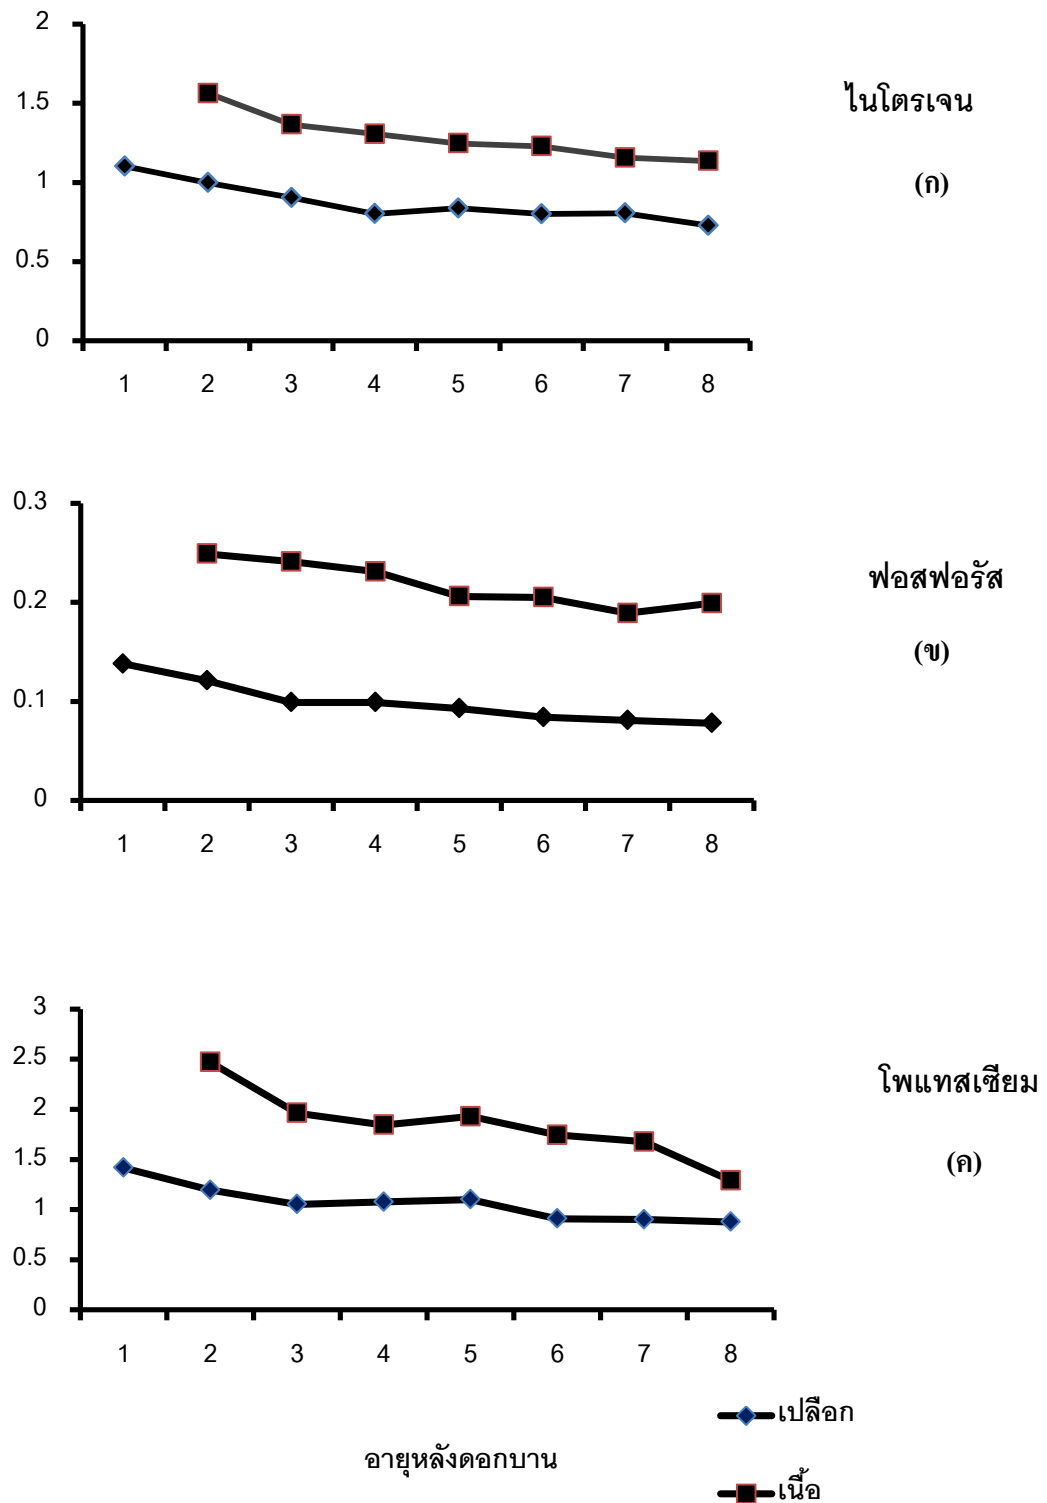 2
1.5
1
0.5
0
1 2 3 4 5 6 7 8
ไนโตรเจน
(ก)
0.3
0.2
0.1
0
1 2 3 4 5 6 7 8
ฟอสฟอรัส
(ข)
3
2.5
2
1.5
1
0.5
0
1 2 3 4 5 6 7 8
โพแทสเซียม
(ค)
อายุหลังดอกบาน
เปลือก
เนื้อ